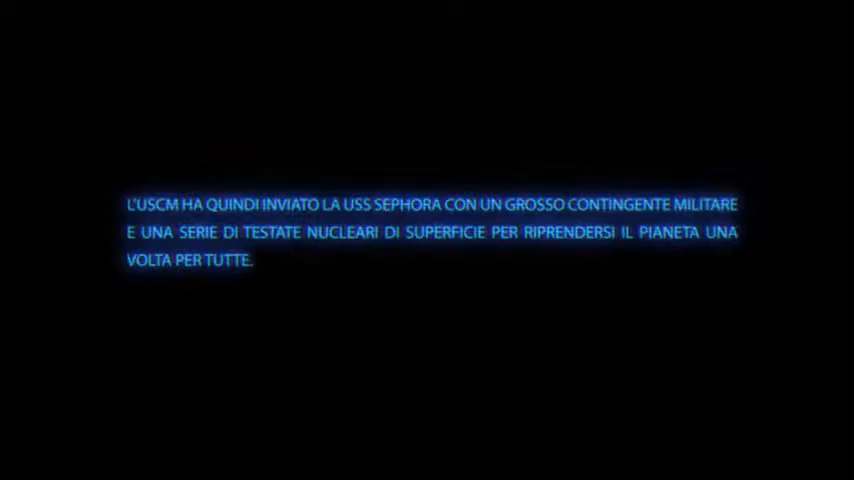 L'USCM HA QUINDI INVIATO LA USS SEPHORA CON UN GROSSO CONTINGENTE MILITARE
E UNA SERIE DI TESTATE NUCLEARI DI SUPERFICIE PER RIPRENDERSI IL PIANETA UNA
VOLTA PER TUTTE.